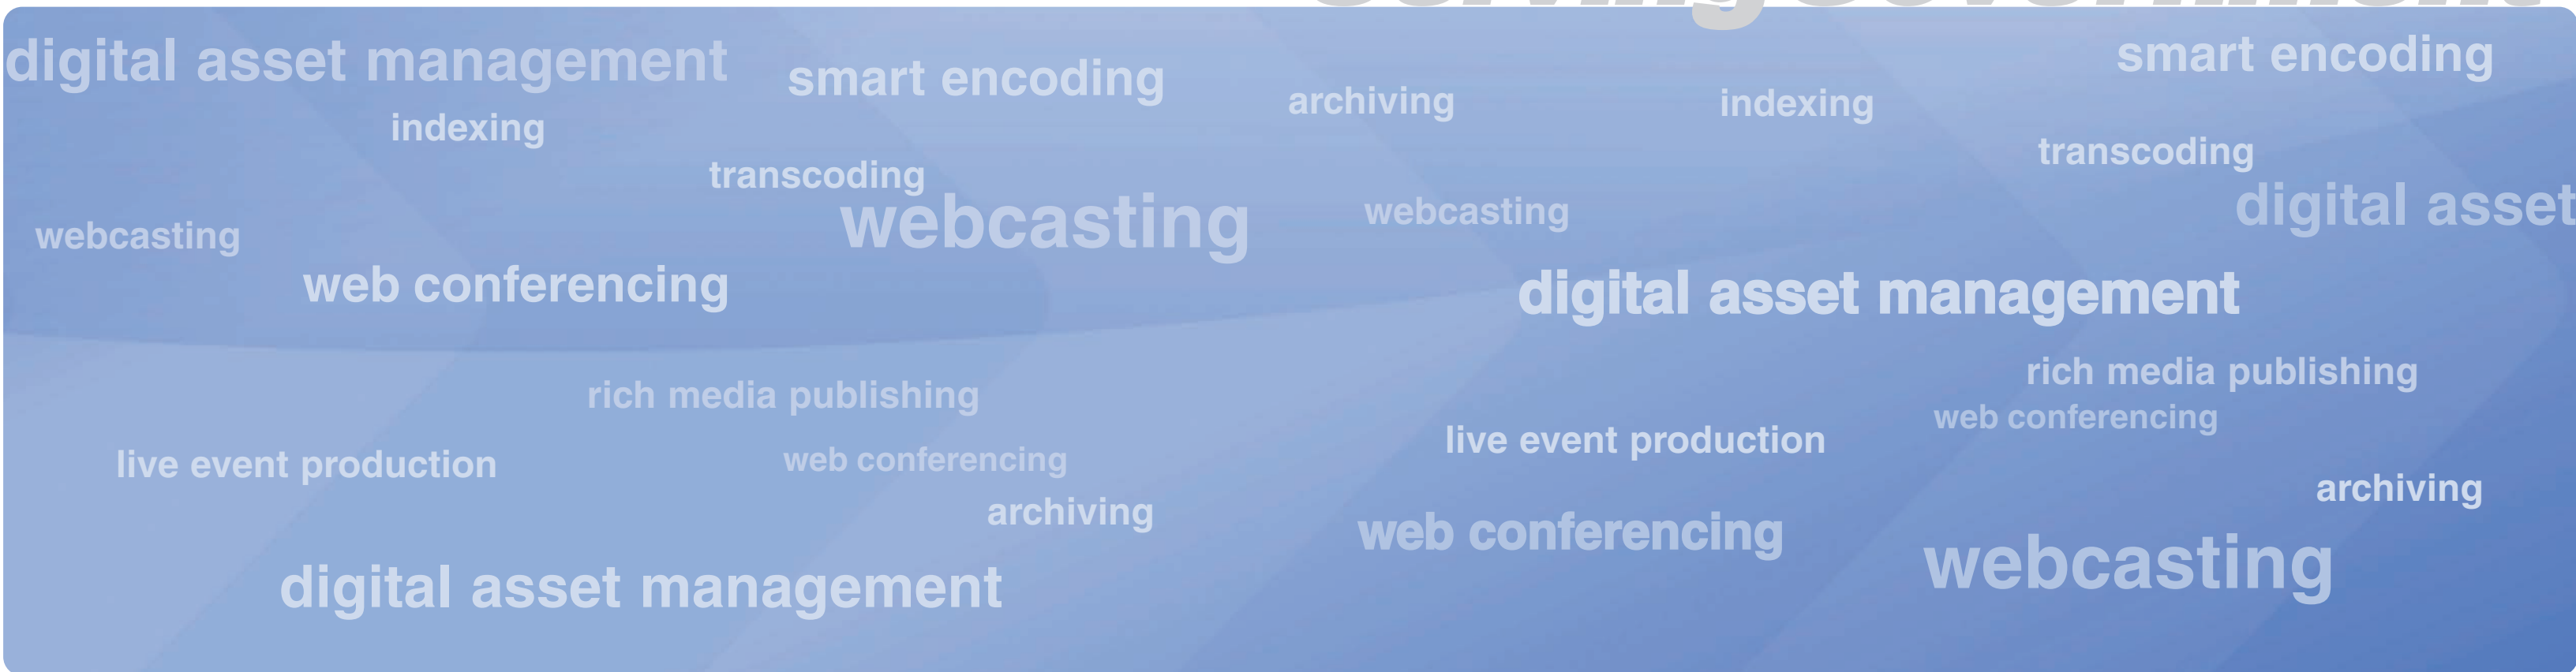 digital asset management
smart encoding
smart encoding
archiving
indexing
indexing
transcoding
transcoding
webcasting
webcasting
webcasting
digital asset
web conferencing
digital asset management
rich media publishing
rich media publishing
web conferencing
live event production
live event production
web conferencing
archiving
archiving
web conferencing
webcasting
digital asset management